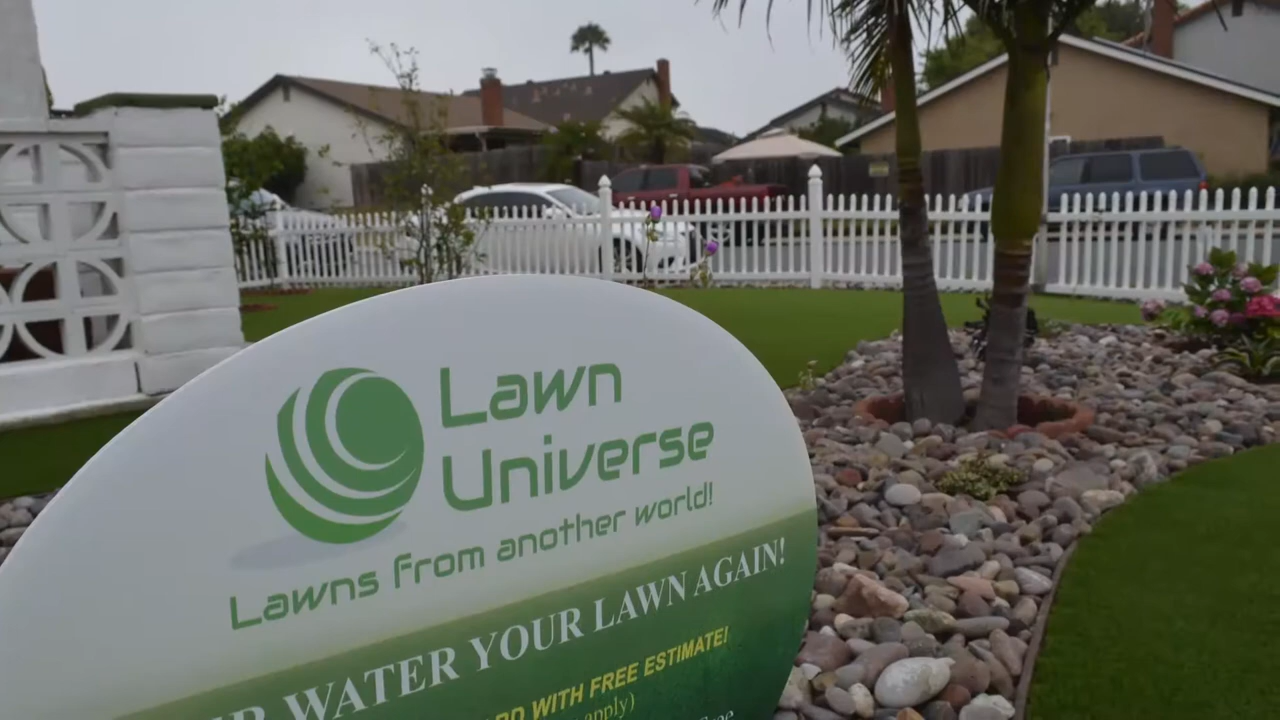 Lawn
Universe
Lawns from another world!
WATER YOUR LAWN AGAIN!
WITH FREE ESTIMATE!
apply)